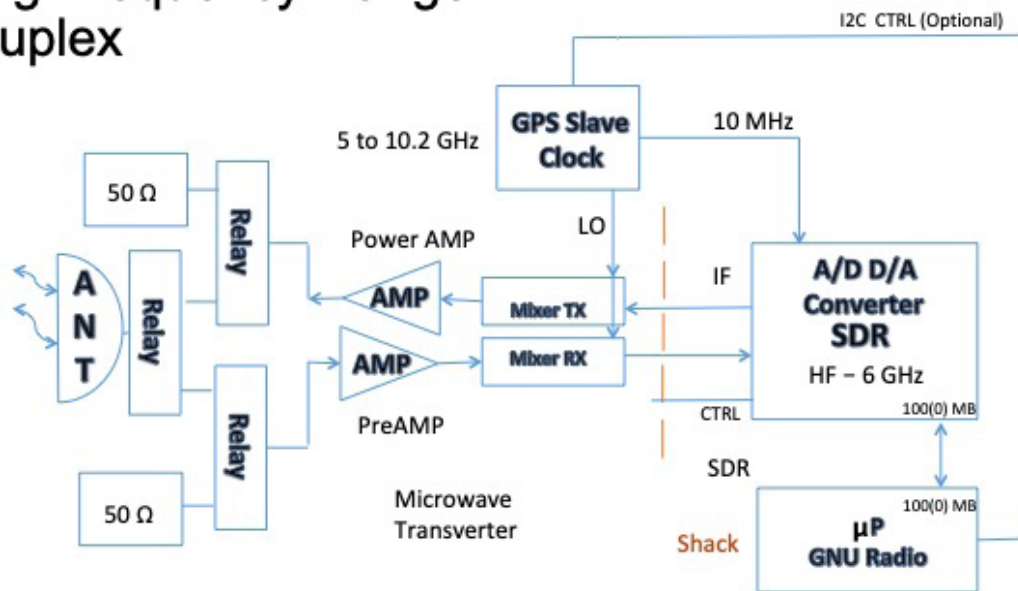 uplex
I2C CTRL (Optional)
GPS Slave
Clock
10 MHz
5 to 10.2 GHz
50 Ω
Relay
LO
Power AMP
IF
A/D D/A
Converter
SDR
HF – 6 GHz
100(0) MB
ANT
Relay
AMP
Mixer TX
AMP
Mixer RX
CTRL
PreAMP
Relay
SDR
50 Ω
Microwave
Transverter
Shack
100(0) MB
µP
GNU Radio